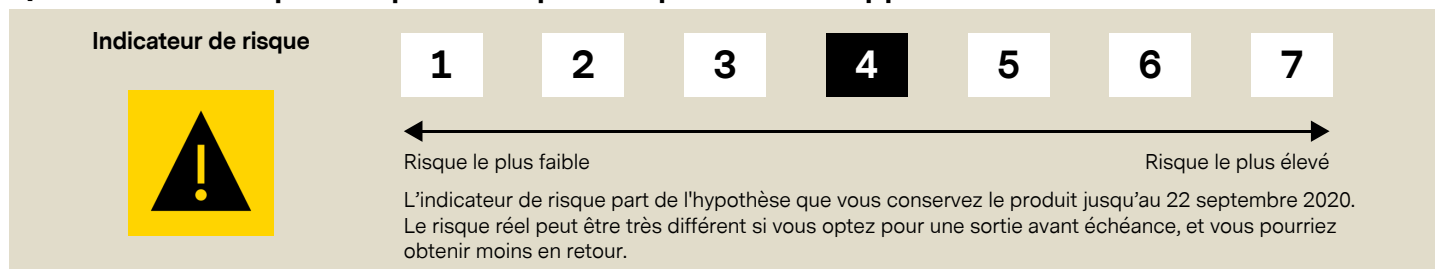 Indicateur de risque
1 2 3 4 5 6 7
Risque le plus faible Risque le plus élevé
L’indicateur de risque part de l'hypothèse que vous conservez le produit jusqu’au 22 septembre 2020.
Le risque réel peut être très différent si vous optez pour une sortie avant échéance, et vous pourriez
obtenir moins en retour.